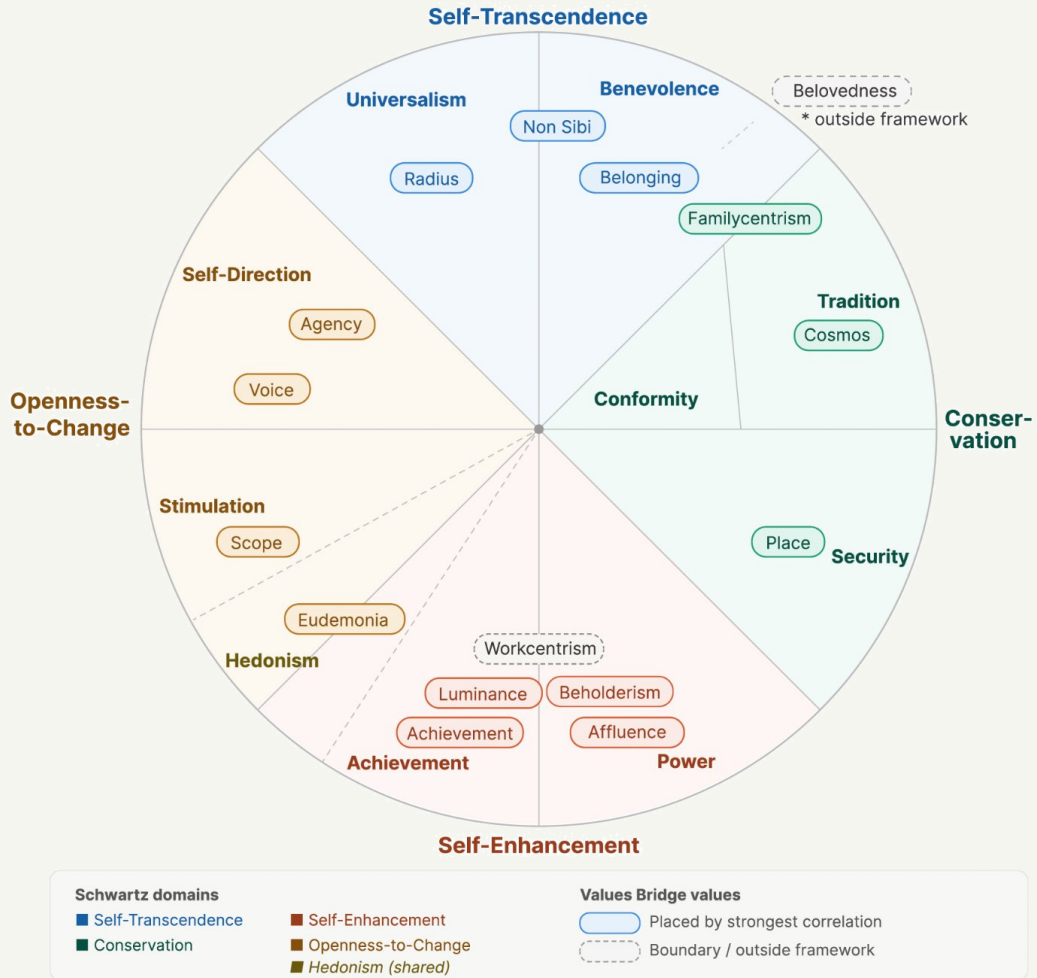 Self-Transcendence
Universalism
Benevolence
Belovedness
* outside framework
Non Sibi
Radius
Belonging
Familycentrism
Self-Direction
Tradition
Agency
Cosmos
Voice
Conformity
Openness-
to-Change
Conser-
vation
Stimulation
Scope
Place
Security
Eudemonia
Hedonism
Workcentrism
Luminance
Beholderism
Achievement
Affluence
Achievement
Power
Self-Enhancement
Schwartz domains
Self-Transcendence
Self-Enhancement
Conservation
Openness-to-Change
Hedonism (shared)
Values Bridge values
Placed by strongest correlation
Boundary / outside framework